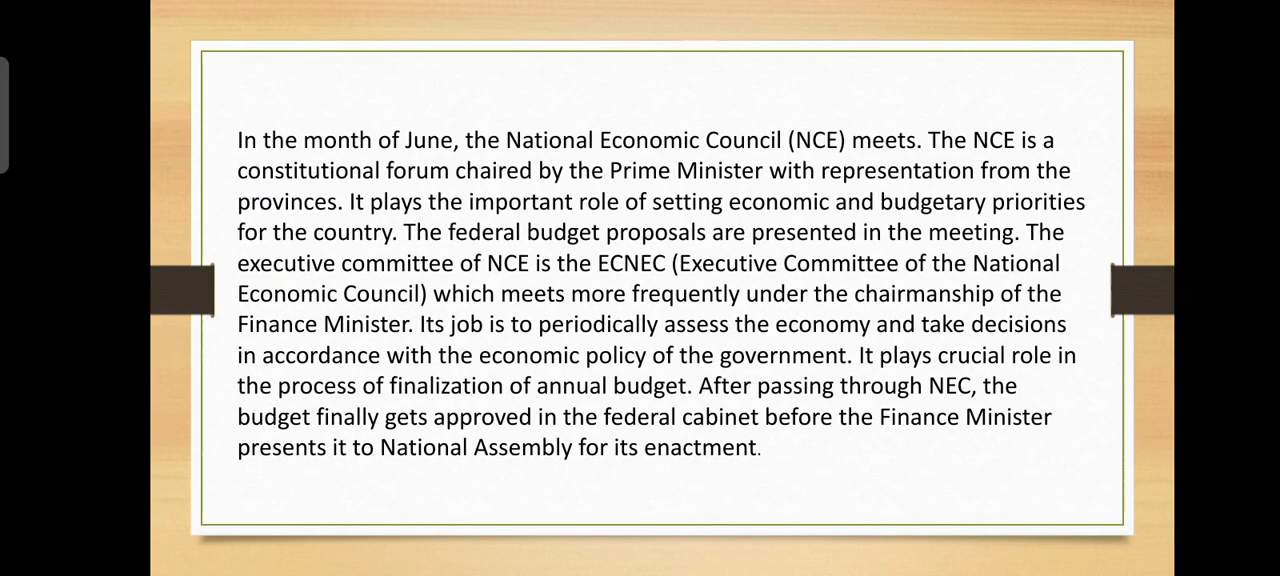 In the month of June, the National Economic Council (NCE) meets. The NCE is a
constitutional forum chaired by the Prime Minister with representation from the
provinces. It plays the important role of setting economic and budgetary priorities
for the country. The federal budget proposals are presented in the meeting. The
executive committee of NCE is the ECNEC (Executive Committee of the National
Economic Council) which meets more frequently under the chairmanship of the
Finance Minister. Its job is to periodically assess the economy and take decisions
in accordance with the economic policy of the government. It plays crucial role in
the process of finalization of annual budget. After passing through NEC, the
budget finally gets approved in the federal cabinet before the Finance Minister
presents it to National Assembly for its enactment.